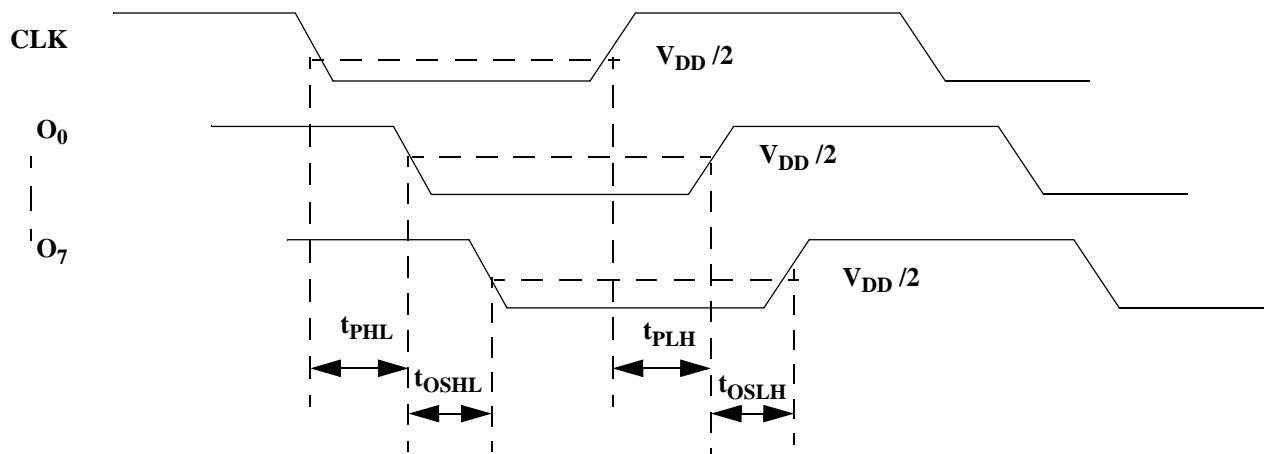 CLK
V_DD /2
O_0
V_DD /2
O_7
V_DD /2
t_PHL
t_PLH
t_OSHL
t_OSLH